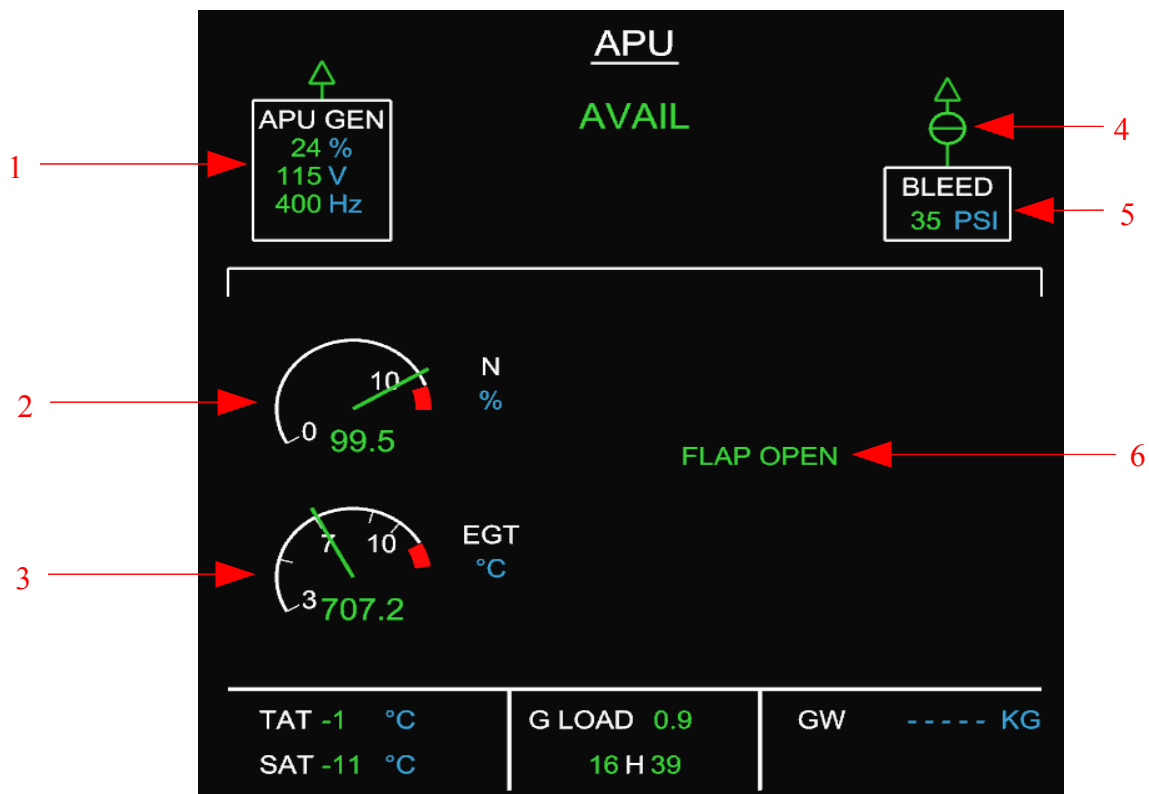 APU
AVAIL
APU GEN
24 %
115 V
400 Hz
1
4
BLEED
35 PSI
5
10
0
99.5
N
%
2
FLAP OPEN
6
7
10
3
707.2
EGT
°C
3
TAT -1 °C
SAT -11 °C
G LOAD 0.9
16 H 39
GW - - - - - KG